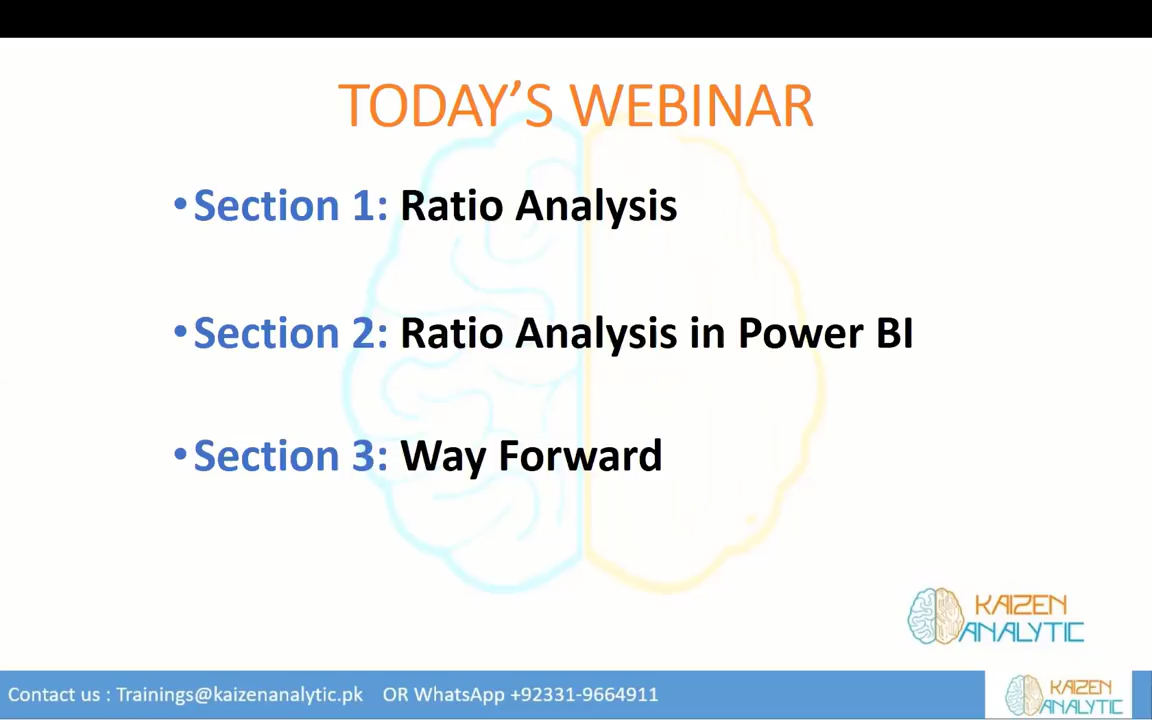 TODAY’S WEBINAR
•Section 1: Ratio Analysis
•Section 2: Ratio Analysis in Power BI
•Section 3: Way Forward
KAIZEN
ANALYTIC
Contact us : Trainings@kaizenanalytic.pk OR WhatsApp +92331-9664911
KAIZEN
ANALYTIC